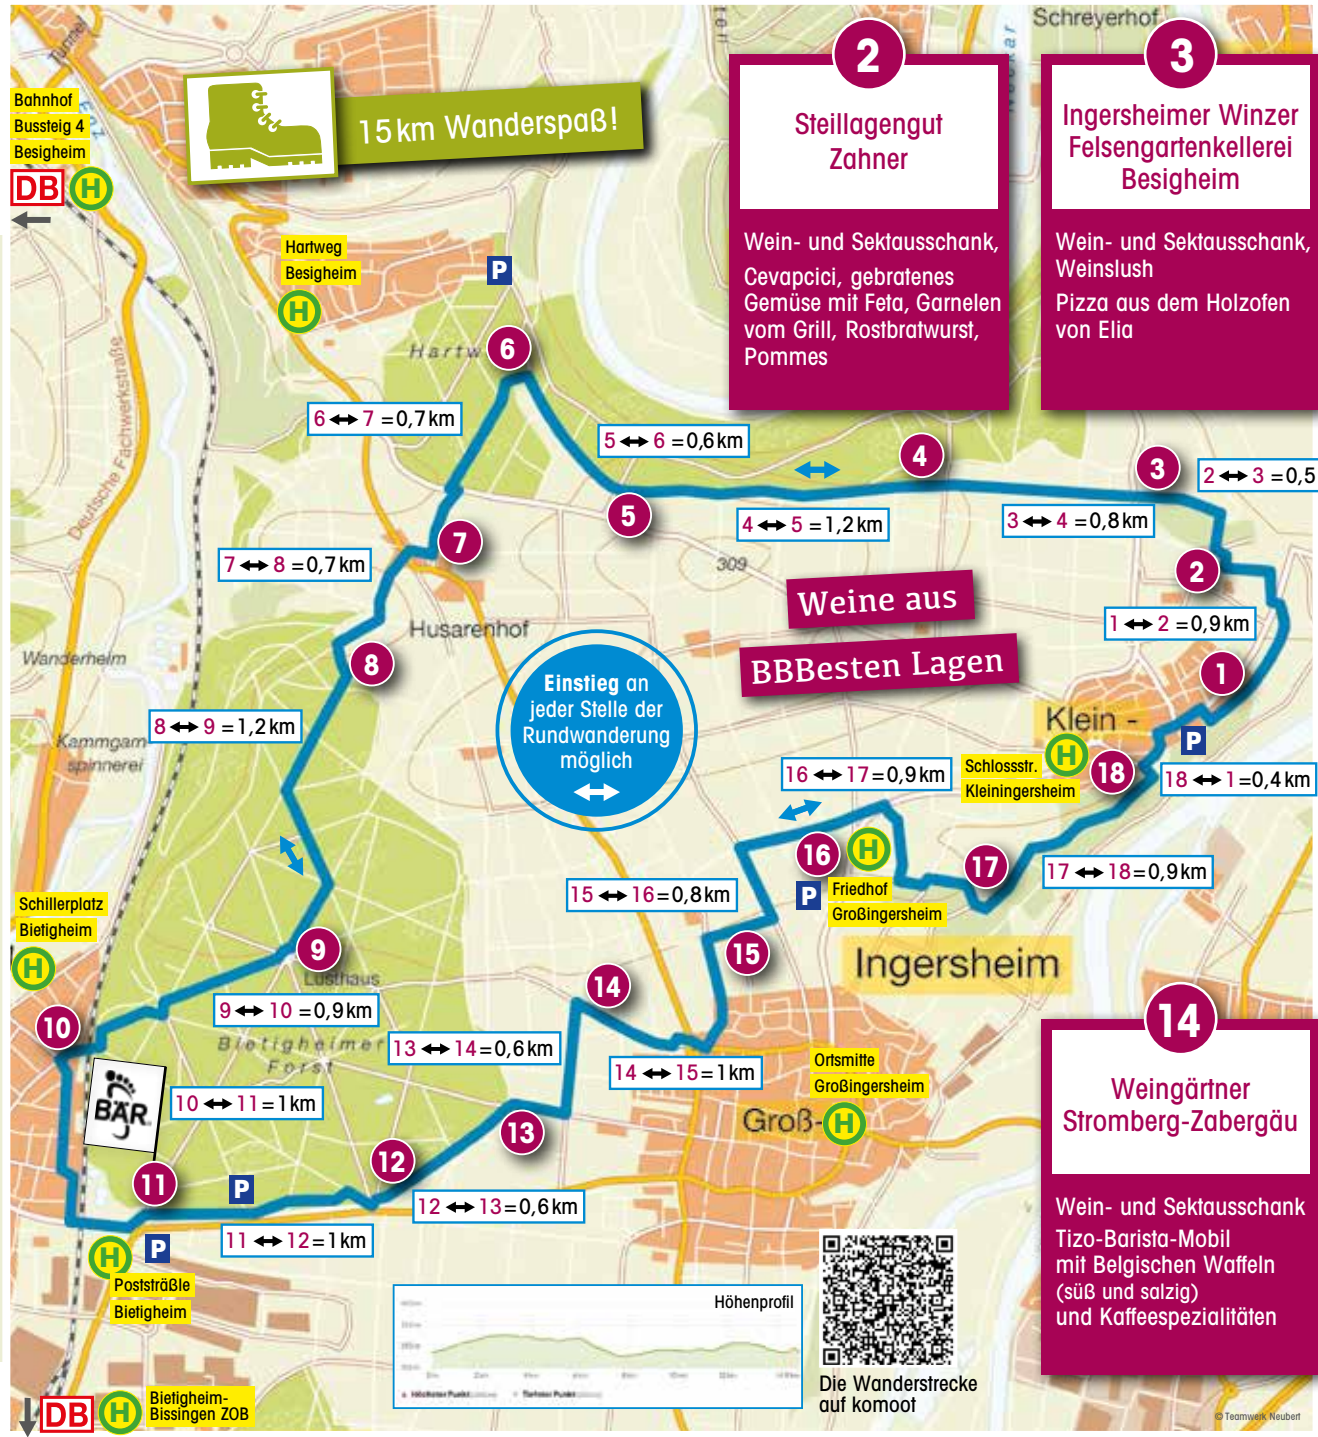 Schreyerhof
Tunnel
Enz
Neckar
15 km Wanderspaß!
Bahnhof
Bussteig 4
Besigheim
DB H
Hartweg
Besigheim
H
P
2
Steillagengut
Zahner
Wein- und Sektausschank,
Cevapcici, gebratenes
Gemüse mit Feta, Garnelen
vom Grill, Rostbratwurst,
Pommes
3
Ingersheimer Winzer
Felsengartenkellerei
Besigheim
Wein- und Sektausschank,
Weinslush
Pizza aus dem Holzofen
von Elia
Hartw
6
6 ↔ 7 = 0,7 km
5 ↔ 6 = 0,6 km
4
3
2 ↔ 3 = 0,5
5
4 ↔ 5 = 1,2 km
3 ↔ 4 = 0,8 km
Deutsche Fachwerkstraße
7
7 ↔ 8 = 0,7 km
309
2
Weine aus
BBBesten Lagen
1 ↔ 2 = 0,9 km
Husarenhof
Wanderheim
8
Einstieg an
jeder Stelle der
Rundwanderung
möglich
1
8 ↔ 9 = 1,2 km
Klein -
Kammgarn
spinnerei
P
16 ↔ 17 = 0,9 km
Schlossstr.
Kleiningersheim
H
18
18 ↔ 1 = 0,4 km
16
H
17
17 ↔ 18 = 0,9 km
15 ↔ 16 = 0,8 km
P
Friedhof
Großingersheim
Schillerplatz
Bietigheim
H
9
Lusthaus
15
Ingersheim
14
10
9 ↔ 10 = 0,9 km
Bietigheimer
Forst
13 ↔ 14 = 0,6 km
14 ↔ 15 = 1 km
Ortsmitte
Großingersheim
Groß-
H
BÄR
10 ↔ 11 = 1 km
13
12
11
P
12 ↔ 13 = 0,6 km
11 ↔ 12 = 1 km
H
P
Poststräßle
Bietigheim
14
Weingärtner
Stromberg-Zabergäu
Wein- und Sektausschank
Tizo-Barista-Mobil
mit Belgischen Waffeln
(süß und salzig)
und Kaffeespezialitäten
Höhenprofil
Höchster Punkt
Tiefster Punkt
Die Wanderstrecke
auf komoot
DB H
Bietigheim-
Bissingen ZOB
© Teamwerk Neubert